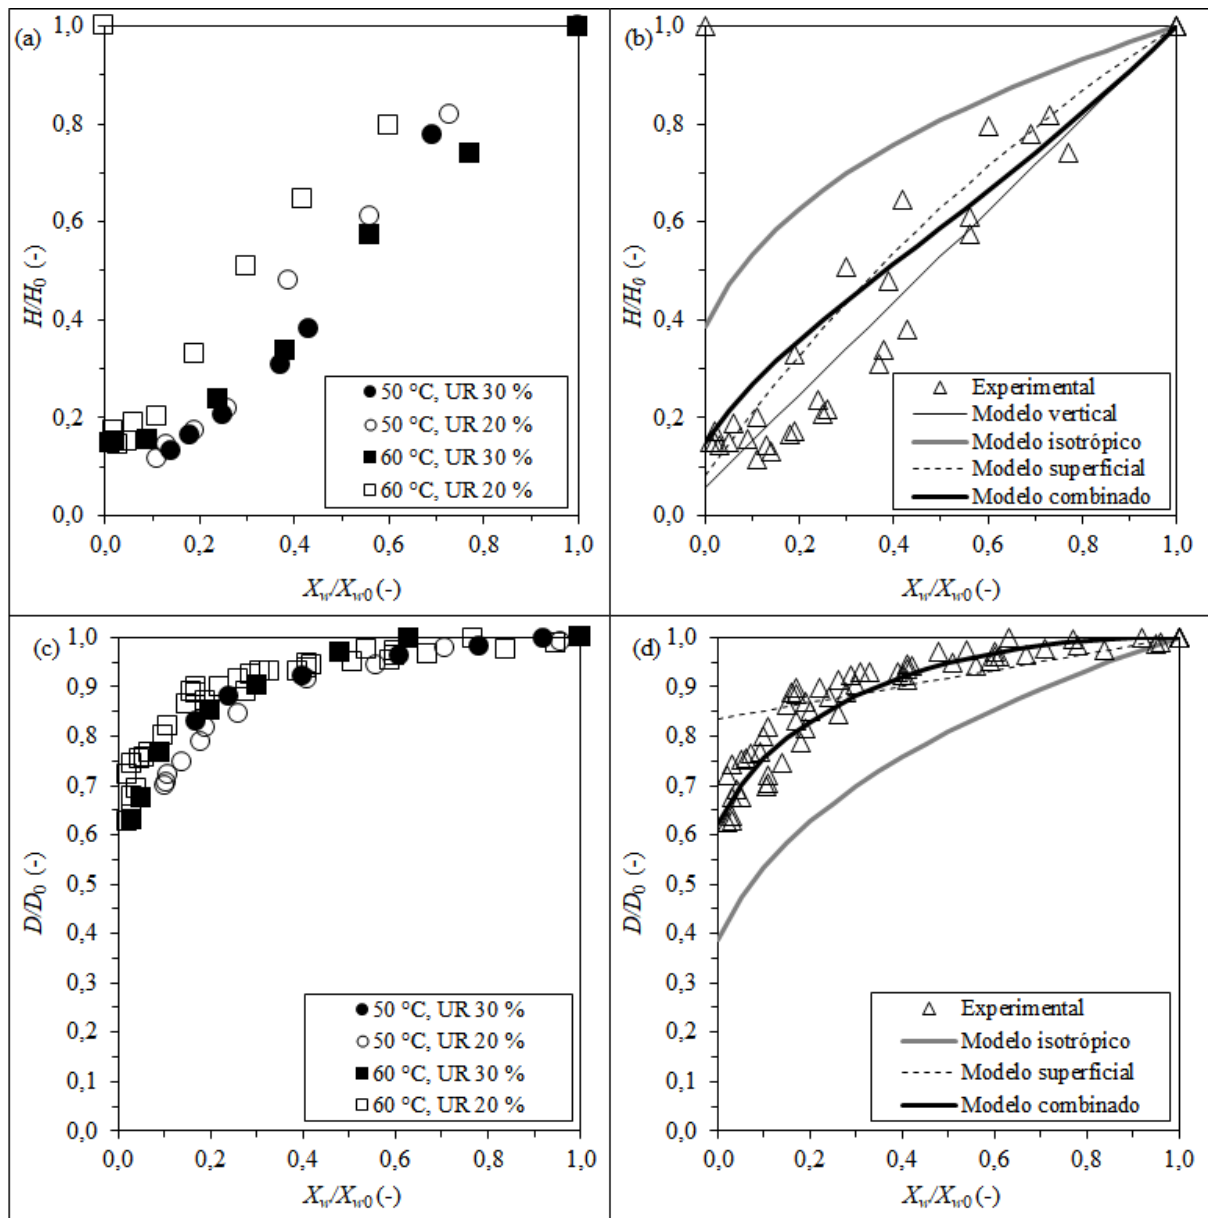 (a)
1,0
0,8
0,6
0,4
0,2
0,0
H/H0 (-)
50 °C, UR 30 %
50 °C, UR 20 %
60 °C, UR 30 %
60 °C, UR 20 %
0,0 0,2 0,4 0,6 0,8 1,0
Xw/Xw0 (-)
(b)
1,0
0,8
0,6
0,4
0,2
0,0
H/H0 (-)
Experimental
Modelo vertical
Modelo isotrópico
Modelo superficial
Modelo combinado
0,0 0,2 0,4 0,6 0,8 1,0
Xw/Xw0 (-)
(c)
1,0
0,9
0,8
0,7
0,6
0,5
0,4
0,3
0,2
0,1
0,0
D/D0 (-)
50 °C, UR 30 %
50 °C, UR 20 %
60 °C, UR 30 %
60 °C, UR 20 %
0,0 0,2 0,4 0,6 0,8 1,0
Xw/Xw0 (-)
(d)
1,0
0,9
0,8
0,7
0,6
0,5
0,4
0,3
0,2
0,1
0,0
D/D0 (-)
Experimental
Modelo isotrópico
Modelo superficial
Modelo combinado
0,0 0,2 0,4 0,6 0,8 1,0
Xw/Xw0 (-)